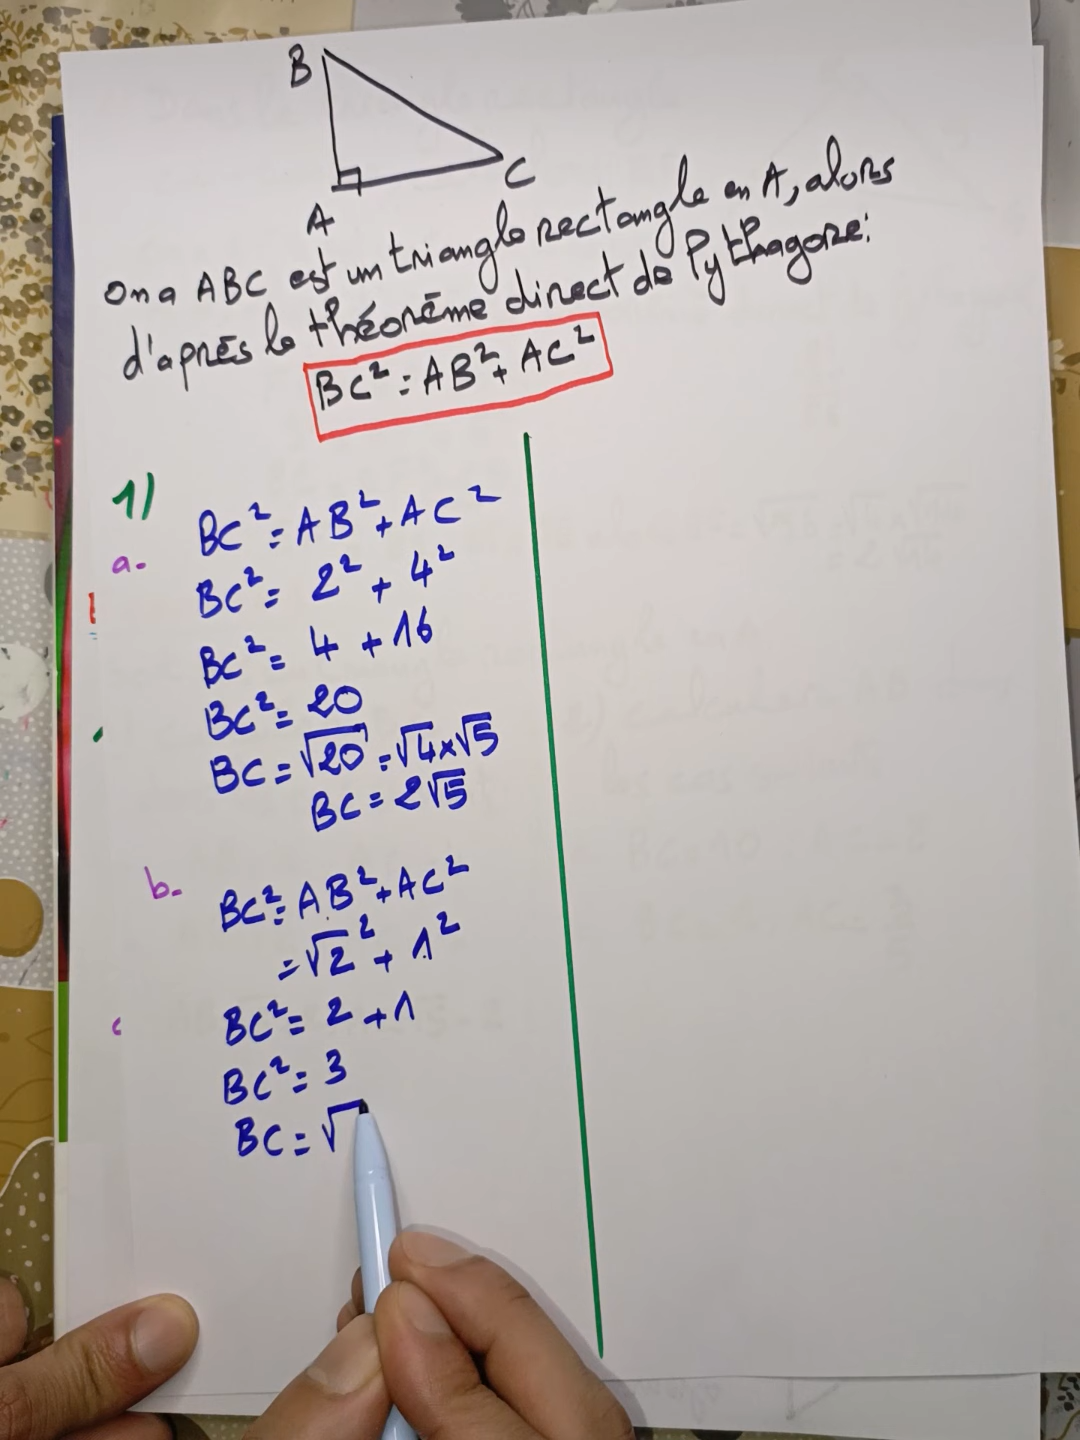 B
C
A
On a ABC est un triangle rectangle en A, alors
d'après le théorème direct de Pythagore:
BC² = AB² + AC²
1)
a.
BC² = AB² + AC²
BC² = 2² + 4²
BC² = 4 + 16
BC² = 20
BC = √20 = √4 × √5
BC = 2√5
b.
BC² = AB² + AC²
= √2² + 1²
BC² = 2 + 1
BC² = 3
BC = √
c